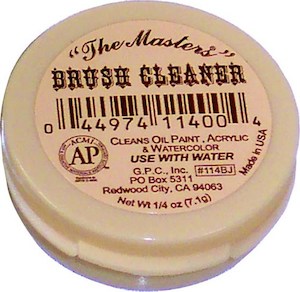 "The Masters"
BRUSH CLEANER
0 44974 11400 4
CLEANS OIL PAINT, ACRYLIC
& WATERCOLOR
USE WITH WATER
ACMI
AP
G.P.C., Inc. #114BJ
PO Box 5311
Redwood City, CA 94063
Net Wt 1/4 oz (7.1g)
Made in USA